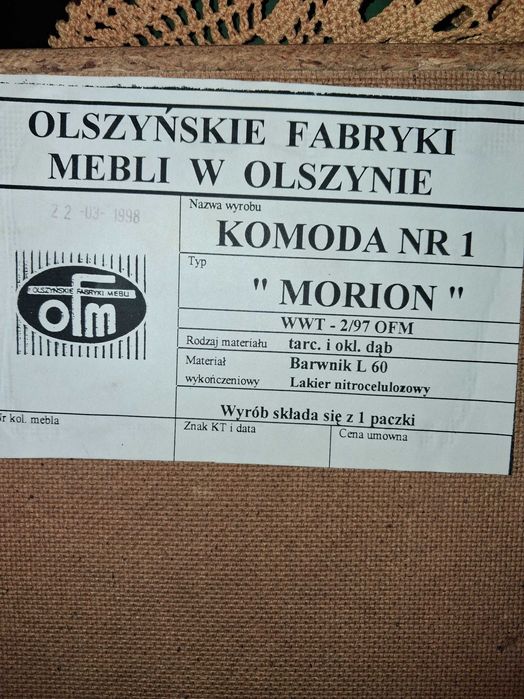 OLSZYŃSKIE FABRYKI
MEBLI W OLSZYNIE
22 -03- 1998
OLSZYŃSKIE FABRYKI MEBLI
ofm
Nazwa wyrobu
KOMODA NR 1
Typ
" MORION "
WWT - 2/97 OFM
Rodzaj materiału tarc. i okl. dąb
Materiał Barwnik L 60
wykończeniowy Lakier nitrocelulozowy
Wyrób składa się z 1 paczki
Nr kol. mebla
Znak KT i data
Cena umowna